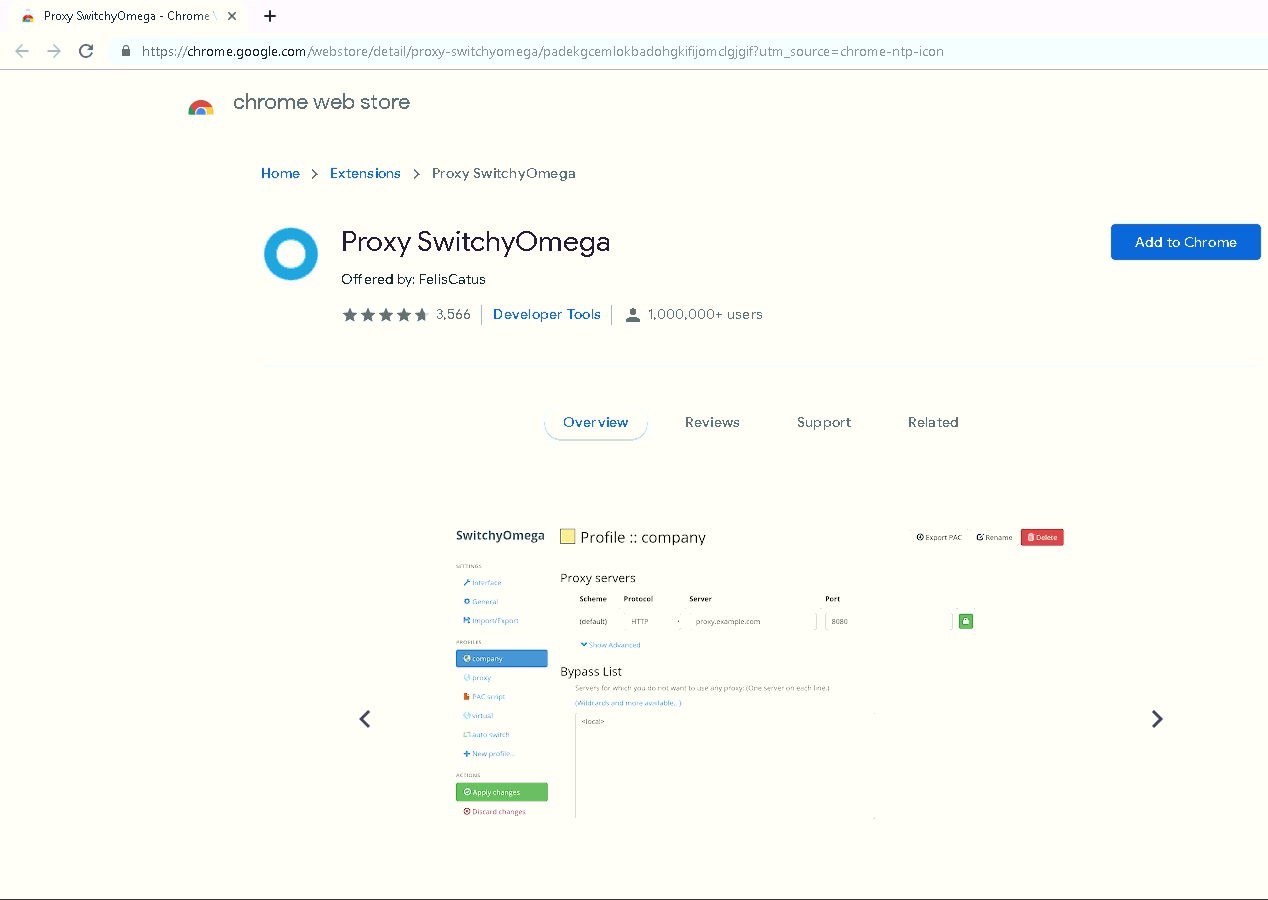 Proxy SwitchyOmega - Chrome
https://chrome.google.com/webstore/detail/proxy-switchyomega/padekgcemlokbadohgkifijomclgjgif?utm_source=chrome-ntp-icon
chrome web store
Home > Extensions > Proxy SwitchyOmega
Proxy SwitchyOmega
Add to Chrome
Offered by: FelisCatus
3,566
Developer Tools
1,000,000+ users
Overview
Reviews
Support
Related
SwitchyOmega
Profile :: company
Export PAC
Rename
Delete
SETTINGS
Interface
General
Import/Export
PROFILES
company
proxy
PAC script
virtual
auto switch
New profile...
ACTIONS
Apply changes
Discard changes
Proxy servers
Scheme Protocol Server Port
(default) HTTP proxy.example.com 8080
Show Advanced
Bypass List
Servers for which you do not want to use any proxy: (One server on each line.)
(Wildcards and more available...)
<local>